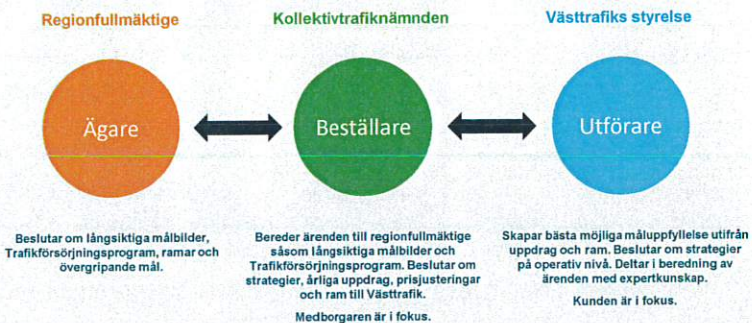 Regionfullmäktige
Kollektivtrafiknämnden
Västtrafiks styrelse
Ägare
Beställare
Utförare
Beslutar om långsiktiga målbilder,
Trafikförsörjningsprogram, ramar och
övergripande mål.
Bereder ärenden till regionfullmäktige
såsom långsiktiga målbilder och
Trafikförsörjningsprogram. Beslutar om
strategier, årliga uppdrag, prisjusteringar
och ram till Västtrafik.
Medborgaren är i fokus.
Skapar bästa möjliga måluppfyllelse utifrån
uppdrag och ram. Beslutar om strategier
på operativ nivå. Deltar i beredning av
ärenden med expertkunskap.
Kunden är i fokus.